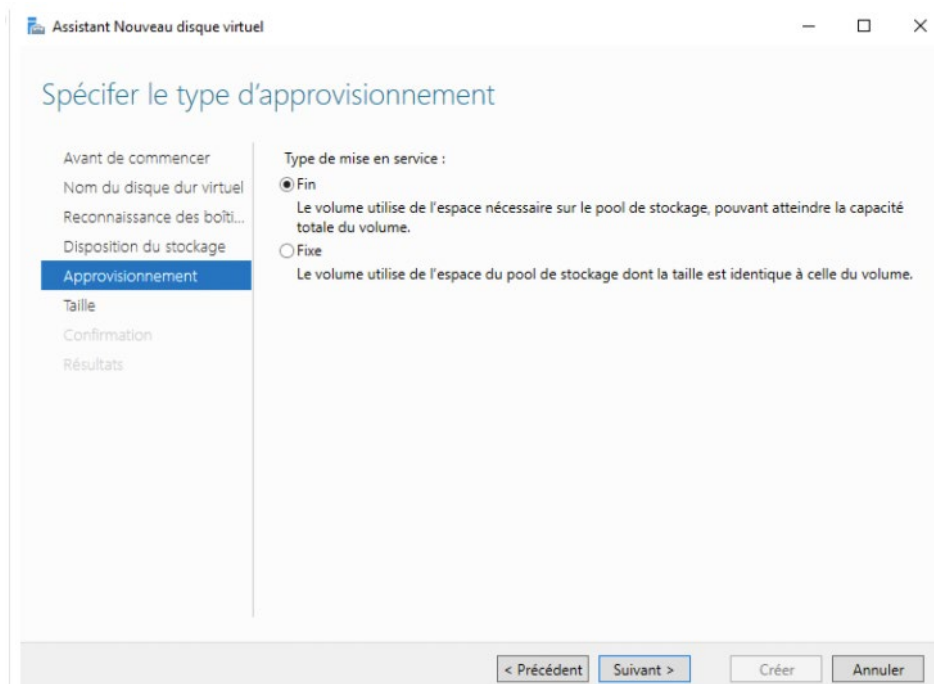 Assistant Nouveau disque virtuel
Spécifer le type d'approvisionnement
Avant de commencer
Nom du disque dur virtuel
Reconnaissance des boîti...
Disposition du stockage
Approvisionnement
Taille
Confirmation
Résultats
Type de mise en service :
Fin
Le volume utilise de l'espace nécessaire sur le pool de stockage, pouvant atteindre la capacité
totale du volume.
Fixe
Le volume utilise de l'espace du pool de stockage dont la taille est identique à celle du volume.
< Précédent
Suivant >
Créer
Annuler